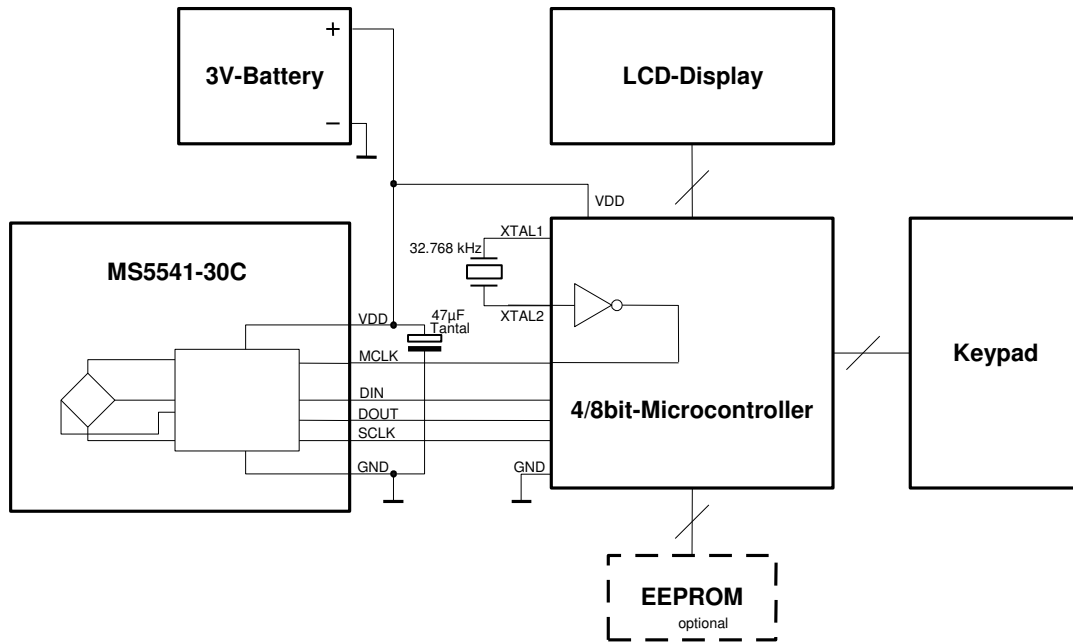 +
3V-Battery
−
LCD-Display
VDD
MS5541-30C
XTAL1
32.768 kHz
XTAL2
47µF
Tantal
VDD
MCLK
DIN
DOUT
SCLK
GND
4/8bit-Microcontroller
GND
Keypad
EEPROM
optional